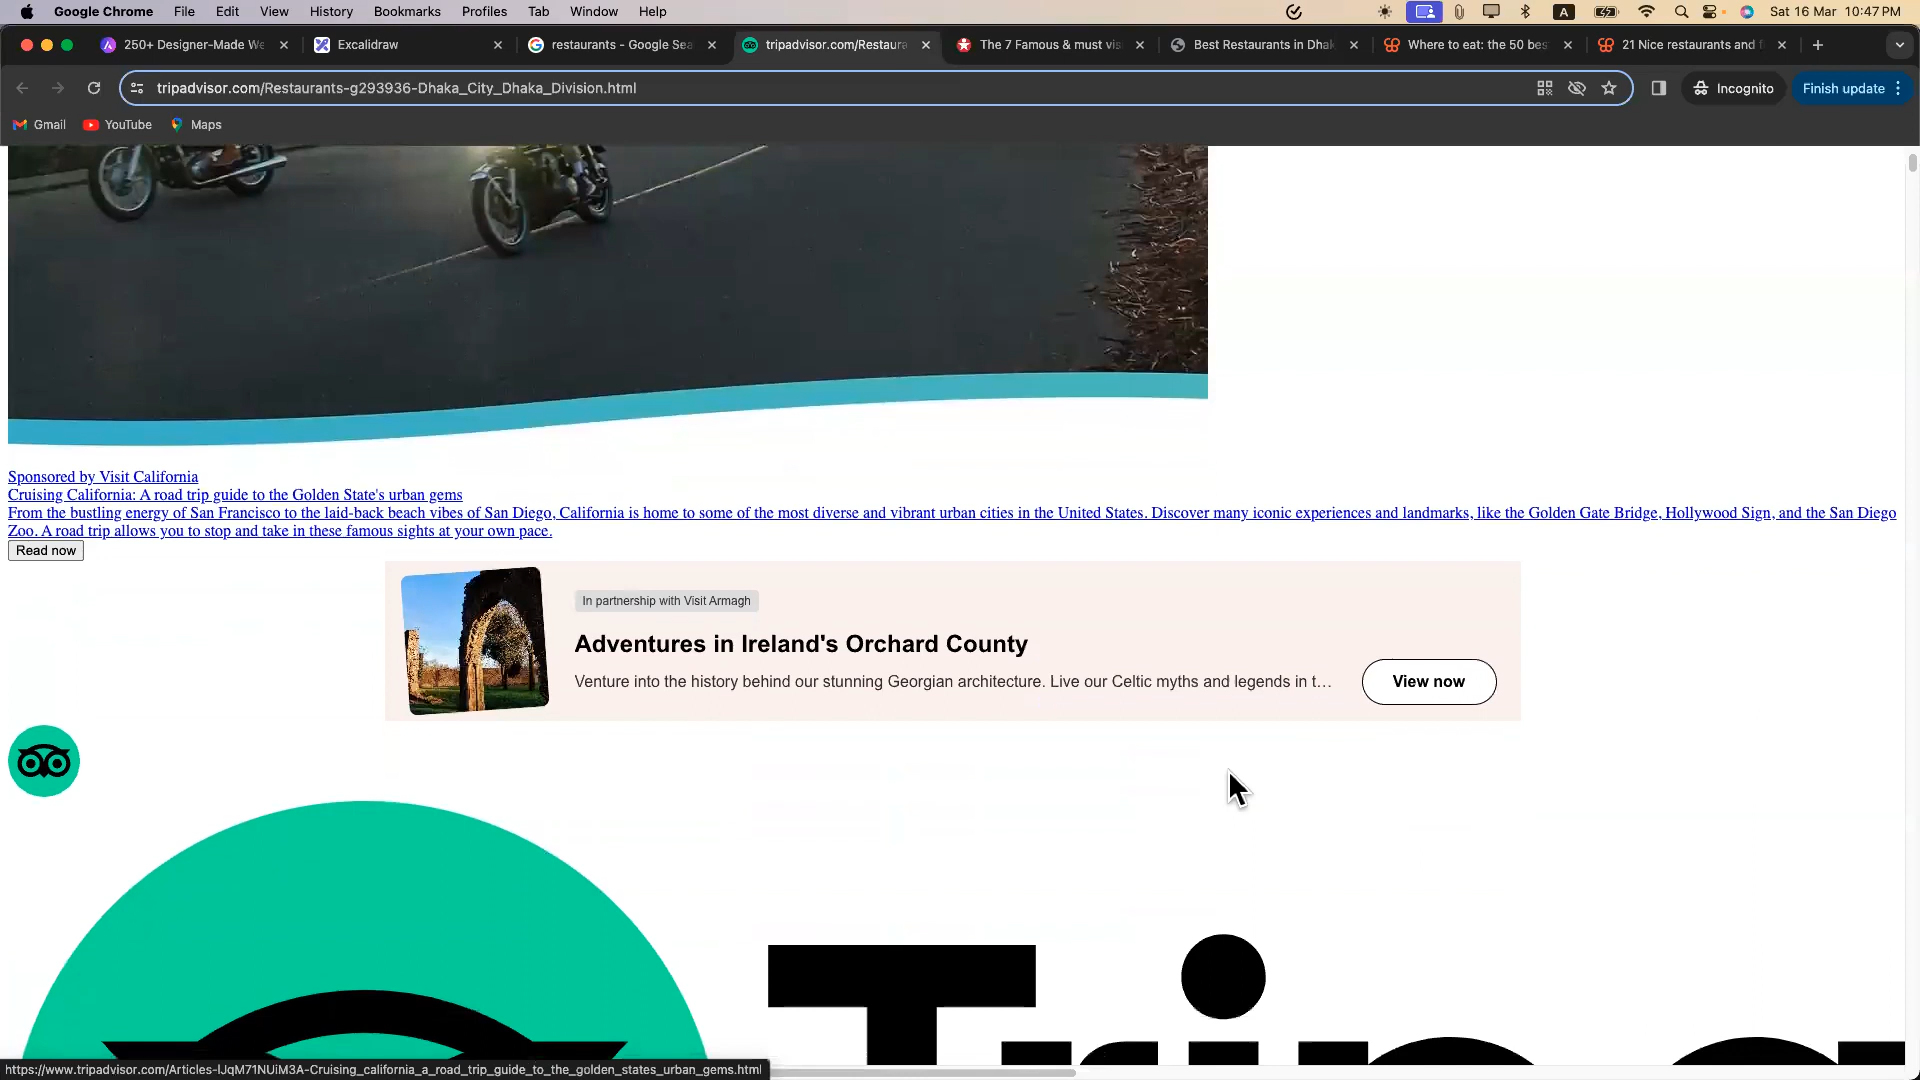 Google Chrome File Edit View History Bookmarks Profiles Tab Window Help A Sat 16 Mar 10:47 PM
250+ Designer-Made We Excalidraw restaurants - Google Sea tripadvisor.com/Restaura The 7 Famous & must vis Best Restaurants in Dhak Where to eat: the 50 bes 21 Nice restaurants and f
tripadvisor.com/Restaurants-g293936-Dhaka_City_Dhaka_Division.html Incognito Finish update
Gmail YouTube Maps
Sponsored by Visit California
Cruising California: A road trip guide to the Golden State's urban gems
From the bustling energy of San Francisco to the laid-back beach vibes of San Diego, California is home to some of the most diverse and vibrant urban cities in the United States. Discover many iconic experiences and landmarks, like the Golden Gate Bridge, Hollywood Sign, and the San Diego
Zoo. A road trip allows you to stop and take in these famous sights at your own pace.
Read now
In partnership with Visit Armagh
Adventures in Ireland's Orchard County
Venture into the history behind our stunning Georgian architecture. Live our Celtic myths and legends in t...
View now
https://www.tripadvisor.com/Articles-lJqM71NUiM3A-Cruising_california_a_road_trip_guide_to_the_golden_states_urban_gems.html